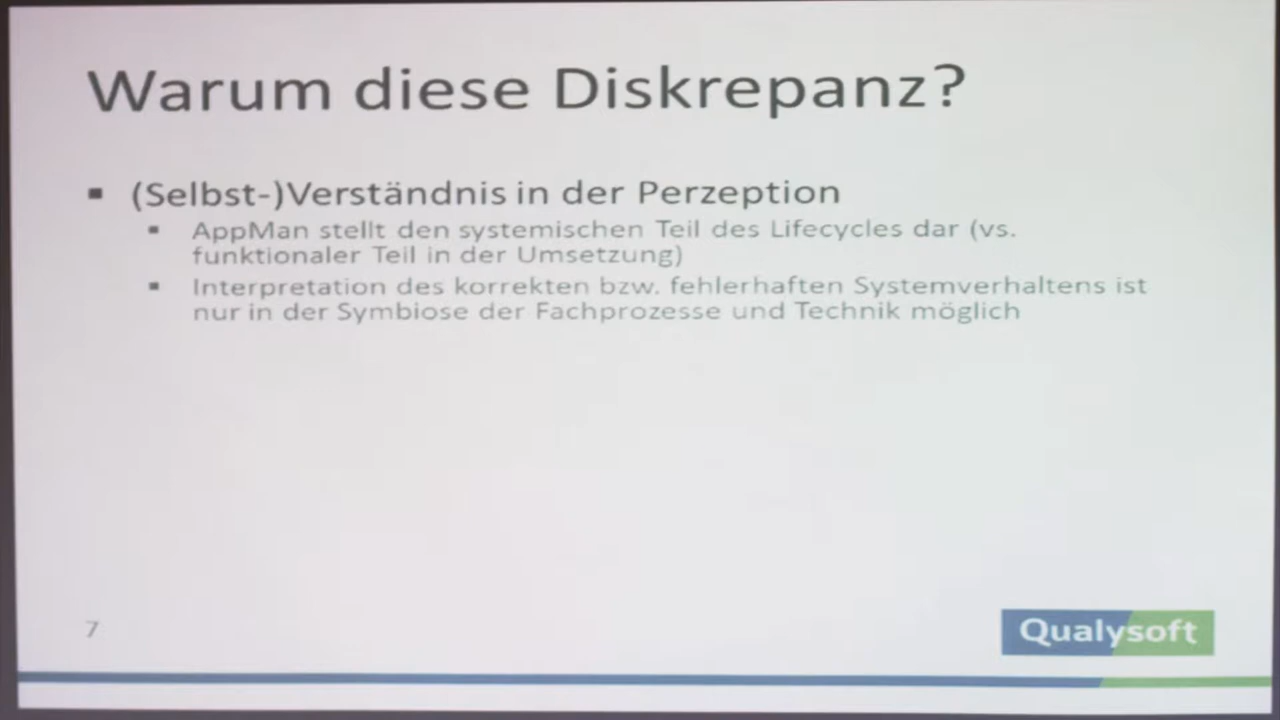 Warum diese Diskrepanz?
▪ (Selbst-)Verständnis in der Perzeption
▪ AppMan stellt den systemischen Teil des Lifecycles dar (vs.
funktionaler Teil in der Umsetzung)
▪ Interpretation des korrekten bzw. fehlerhaften Systemverhaltens ist
nur in der Symbiose der Fachprozesse und Technik möglich
7
Qualysoft